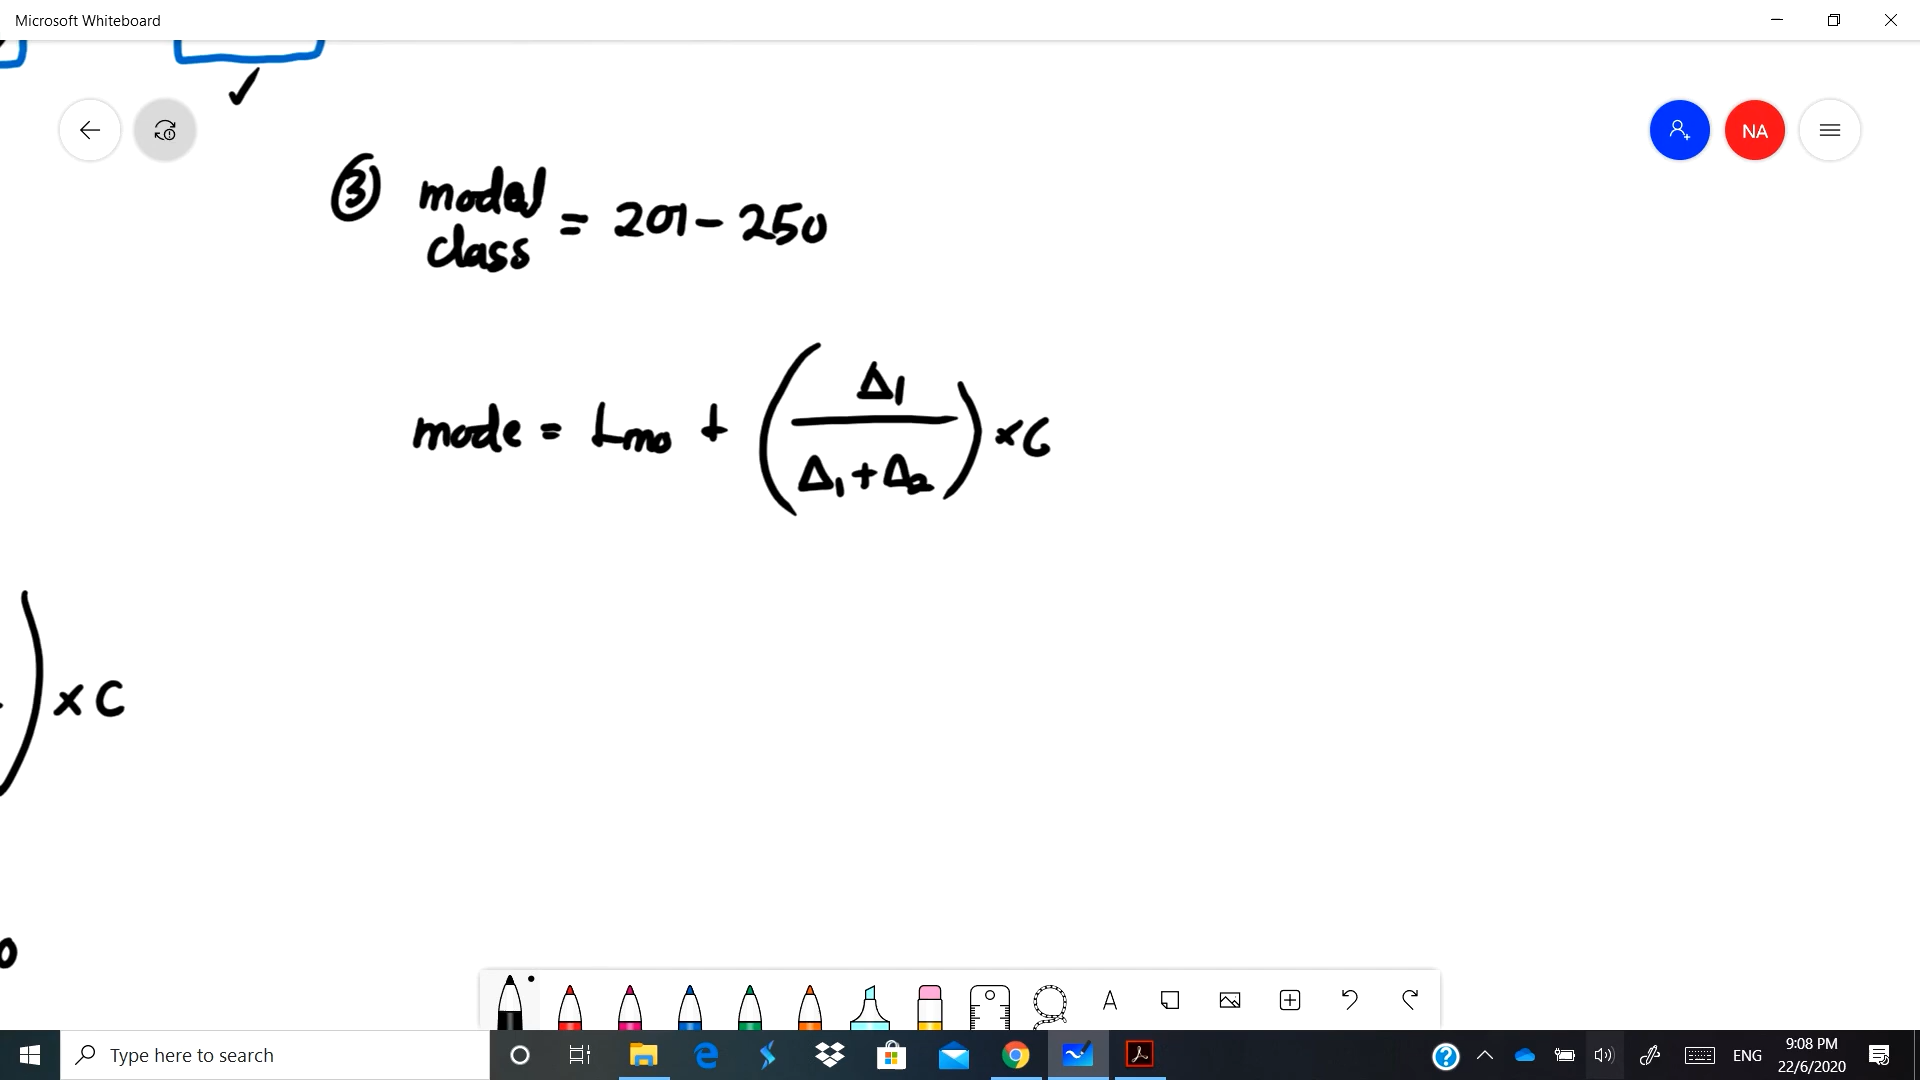 Microsoft Whiteboard
NA
③ modal
class = 201 - 250
mode = Lmo + ( Δ1 / Δ1 + Δ2 ) × C
) × C
0
A
Type here to search
ENG
9:08 PM
22/6/2020